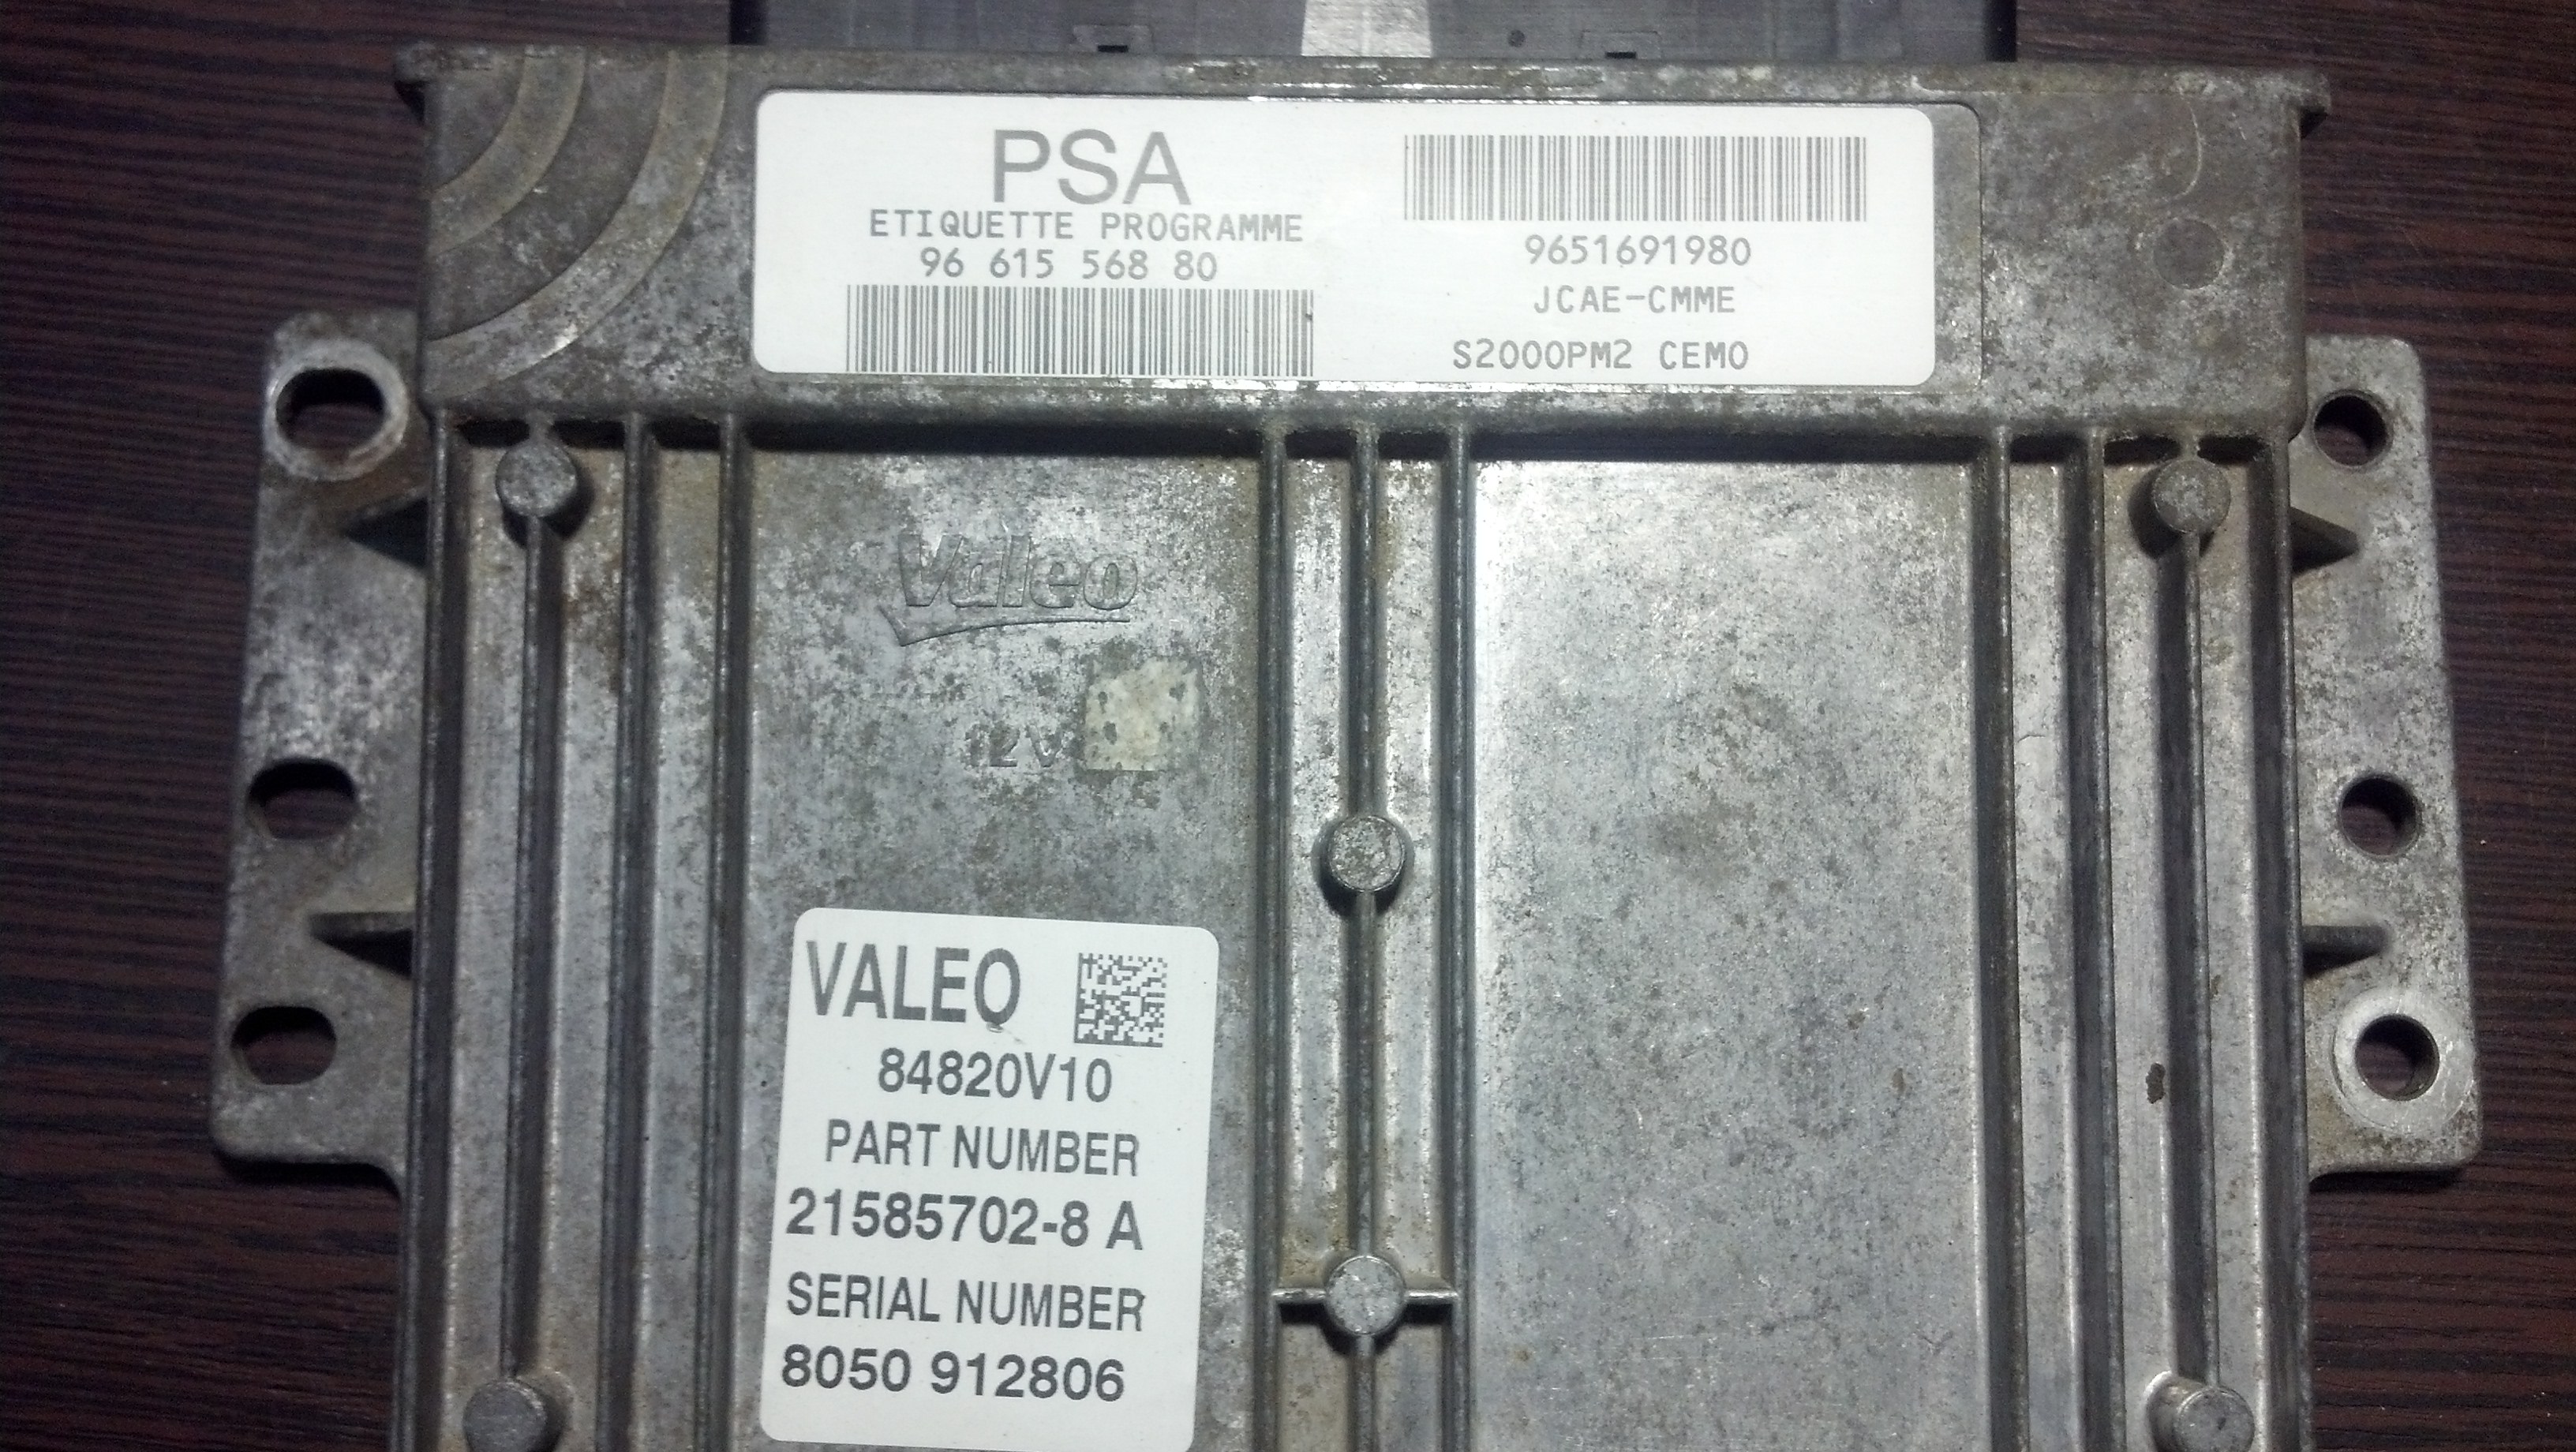 PSA
ETIQUETTE PROGRAMME
96 615 568 80
9651691980
JCAE-CMME
S2000PM2 CEMO
Valeo
12V
VALEO
84820V10
PART NUMBER
21585702-8 A
SERIAL NUMBER
8050 912806